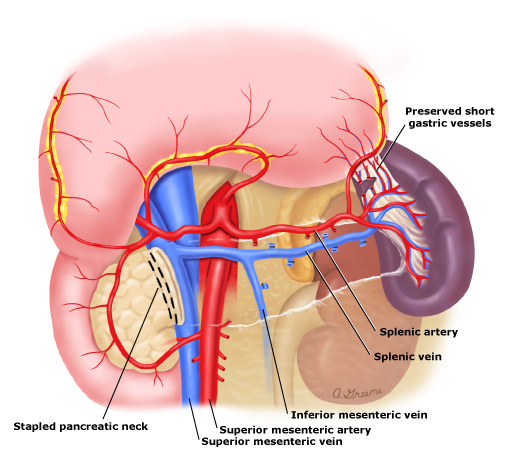 Preserved short
gastric vessels
Splenic artery
Splenic vein
A. Greene
Inferior mesenteric vein
Stapled pancreatic neck
Superior mesenteric artery
Superior mesenteric vein